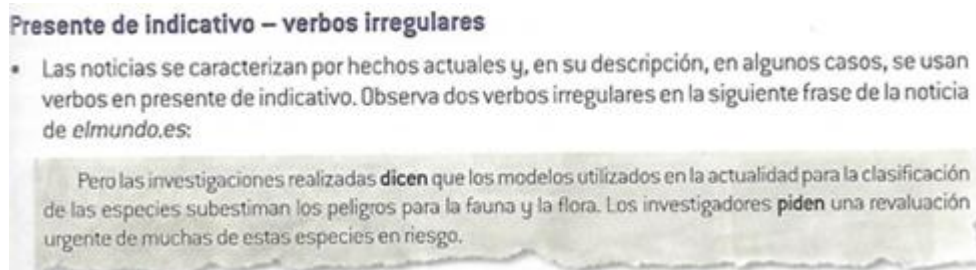 Presente de indicativo – verbos irregulares
• Las noticias se caracterizan por hechos actuales y, en su descripción, en algunos casos, se usan
verbos en presente de indicativo. Observa dos verbos irregulares en la siguiente frase de la noticia
de elmundo.es:
Pero las investigaciones realizadas dicen que los modelos utilizados en la actualidad para la clasificación
de las especies subestiman los peligros para la fauna y la flora. Los investigadores piden una revaluación
urgente de muchas de estas especies en riesgo.